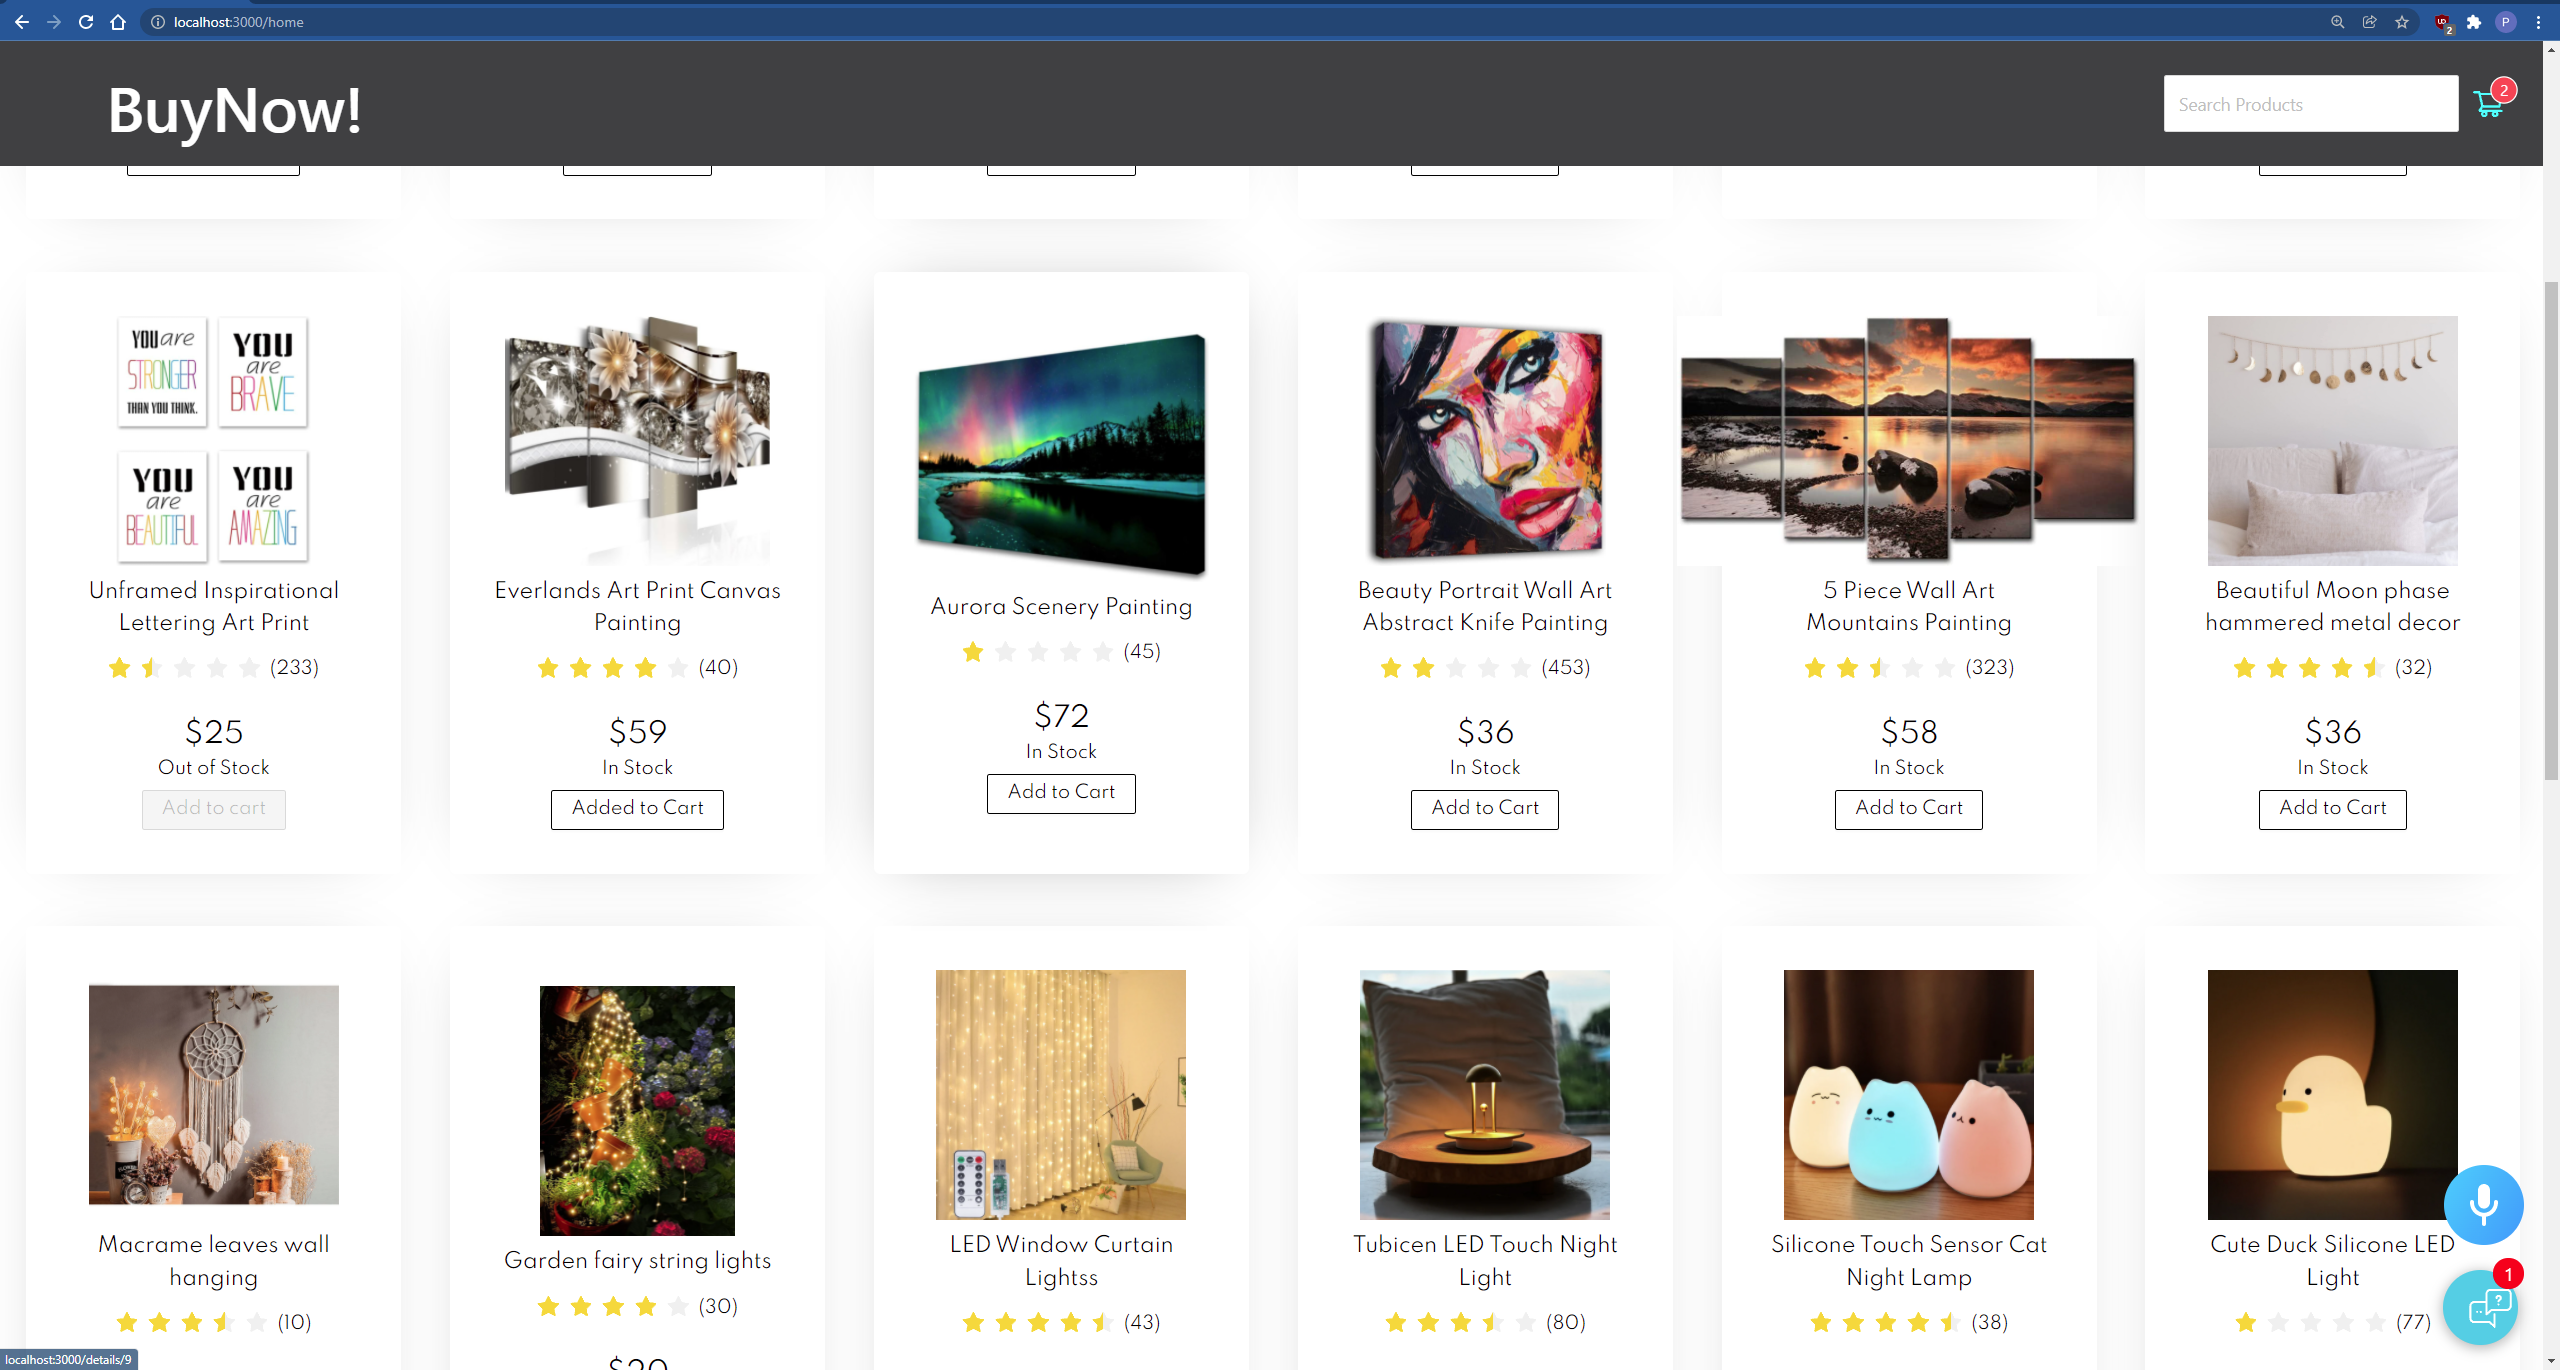 localhost:3000/home
2
P
BuyNow!
Search Products
2
YOU are
STRONGER
THAN YOU THINK.
YOU
are
BRAVE
YOU
are
BEAUTIFUL
YOU
are
AMAZING
Unframed Inspirational
Lettering Art Print
(233)
$25
Out of Stock
Add to cart
Everlands Art Print Canvas
Painting
(40)
$59
In Stock
Added to Cart
Aurora Scenery Painting
(45)
$72
In Stock
Add to Cart
Beauty Portrait Wall Art
Abstract Knife Painting
(453)
$36
In Stock
Add to Cart
5 Piece Wall Art
Mountains Painting
(323)
$58
In Stock
Add to Cart
Beautiful Moon phase
hammered metal decor
(32)
$36
In Stock
Add to Cart
Macrame leaves wall
hanging
(10)
Garden fairy string lights
(30)
LED Window Curtain
Lightss
(43)
Tubicen LED Touch Night
Light
(80)
Silicone Touch Sensor Cat
Night Lamp
(38)
Cute Duck Silicone LED
Light
(77)
1
?
localhost:3000/details/9